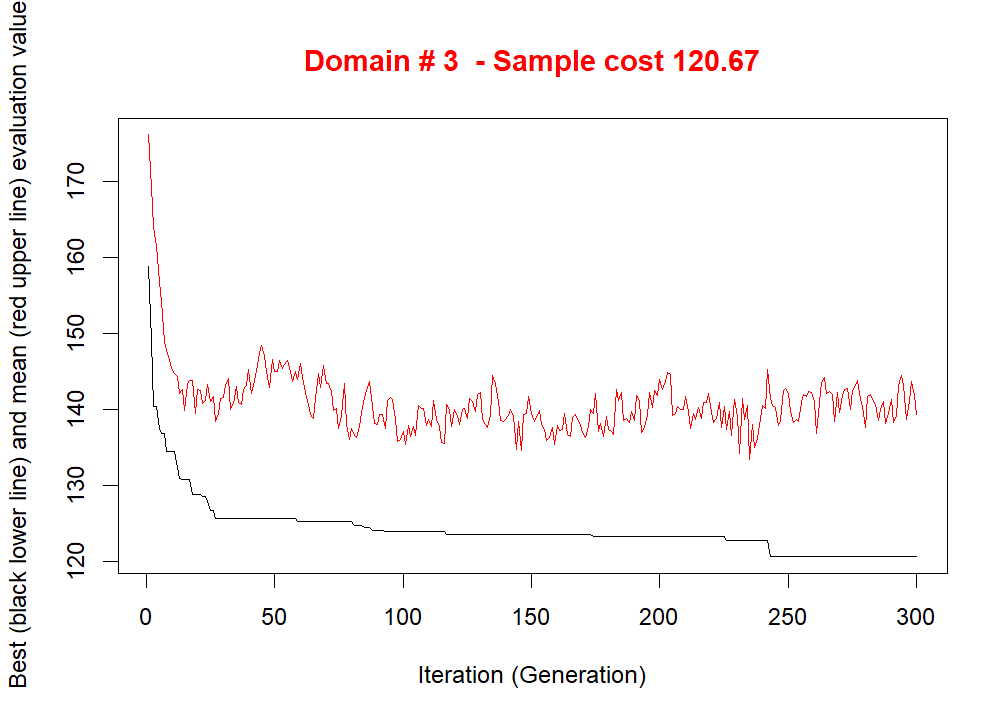 Domain # 3  - Sample cost 120.67
Best (black lower line) and mean (red upper line) evaluation value
170
160
150
140
130
120
0 50 100 150 200 250 300
Iteration (Generation)